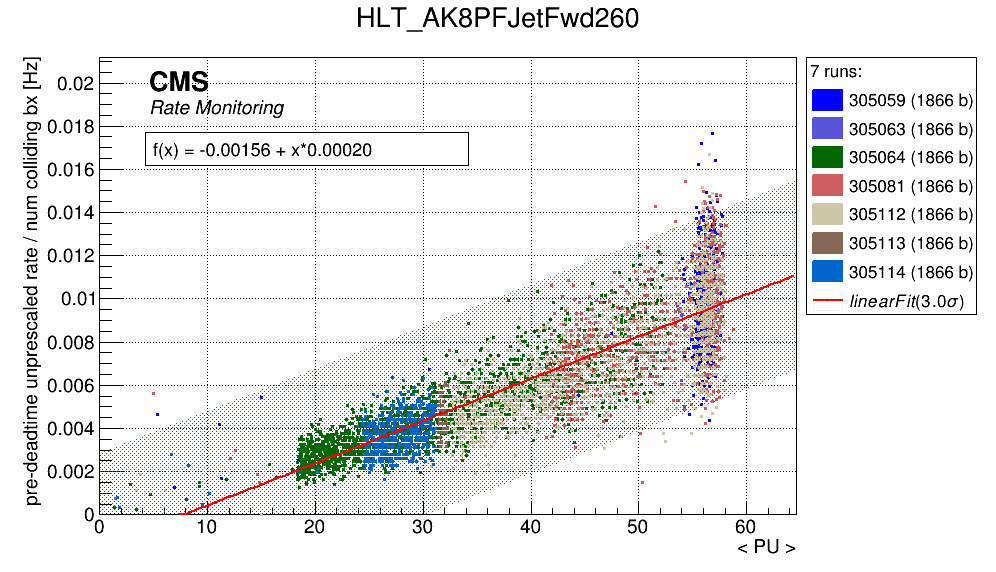 HLT_AK8PFJetFwd260
pre-deadtime unprescaled rate / num colliding bx [Hz]
0.02
0.018
0.016
0.014
0.012
0.01
0.008
0.006
0.004
0.002
0
CMS
Rate Monitoring
f(x) = -0.00156 + x*0.00020
0 10 20 30 40 50 60
< PU >
7 runs:
305059 (1866 b)
305063 (1866 b)
305064 (1866 b)
305081 (1866 b)
305112 (1866 b)
305113 (1866 b)
305114 (1866 b)
linearFit(3.0σ)